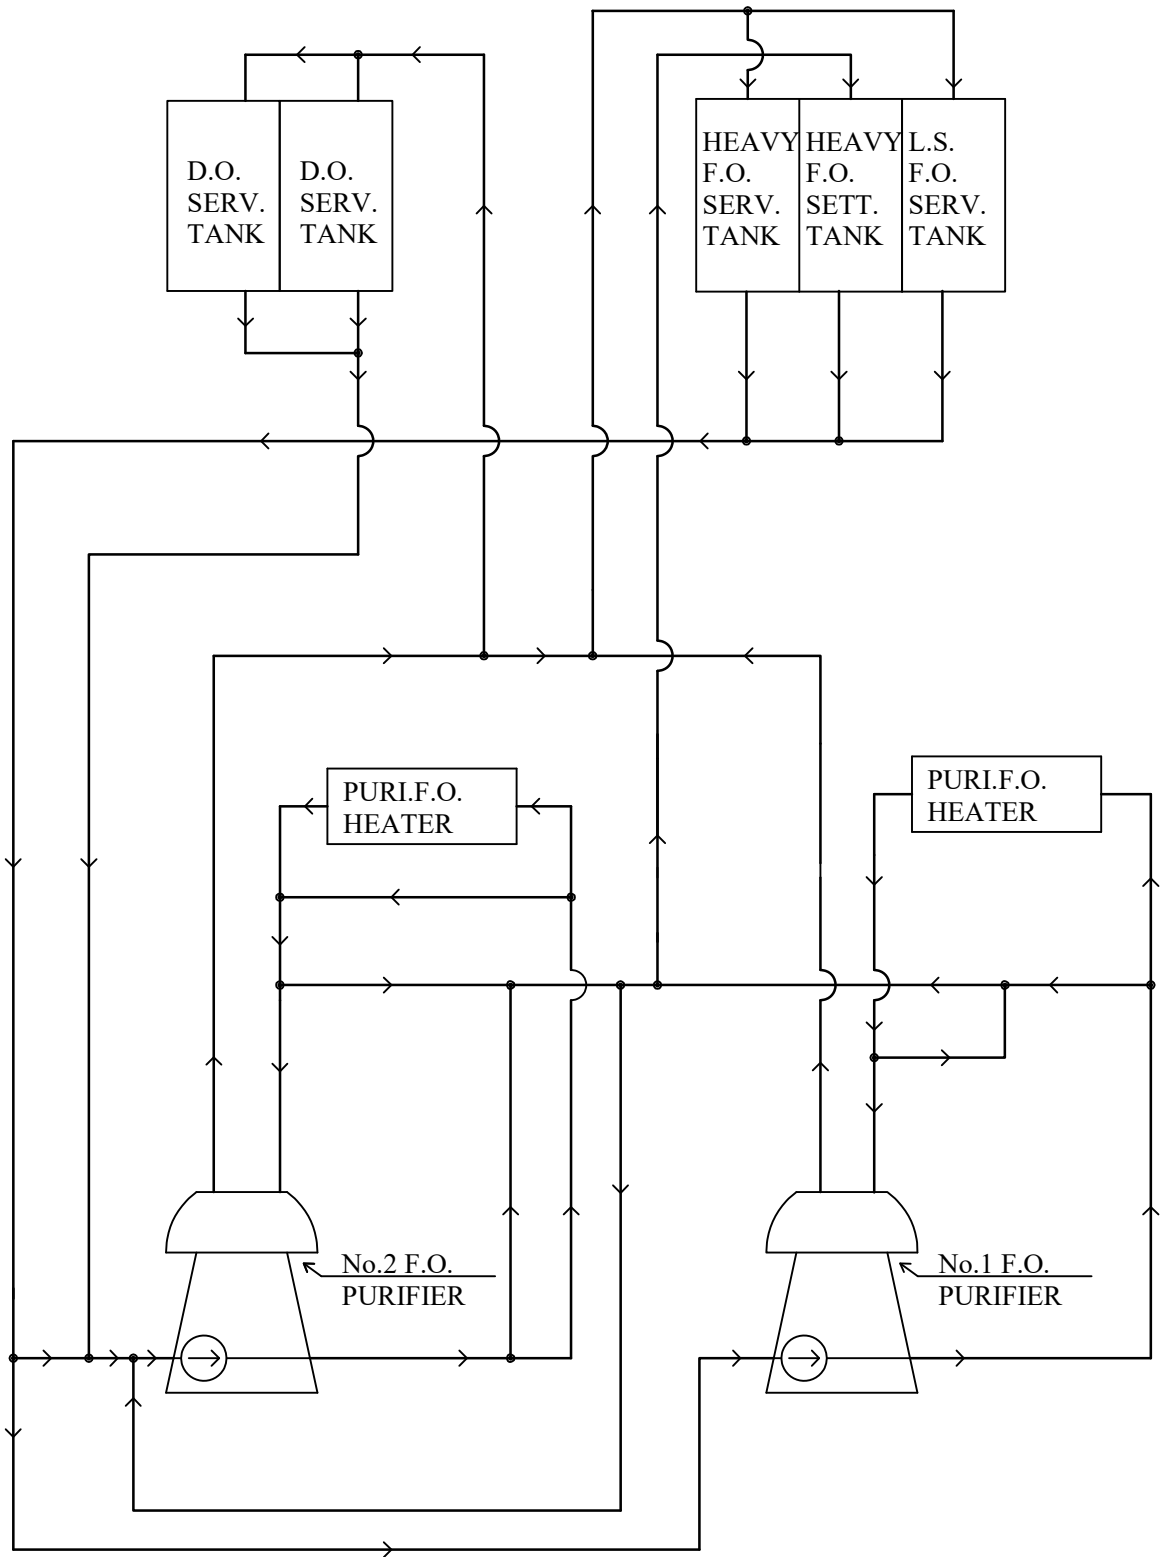 D.O.
SERV.
TANK
D.O.
SERV.
TANK
HEAVY
F.O.
SERV.
TANK
HEAVY
F.O.
SETT.
TANK
L.S.
F.O.
SERV.
TANK
PURI.F.O.
HEATER
PURI.F.O.
HEATER
No.2 F.O.
PURIFIER
No.1 F.O.
PURIFIER